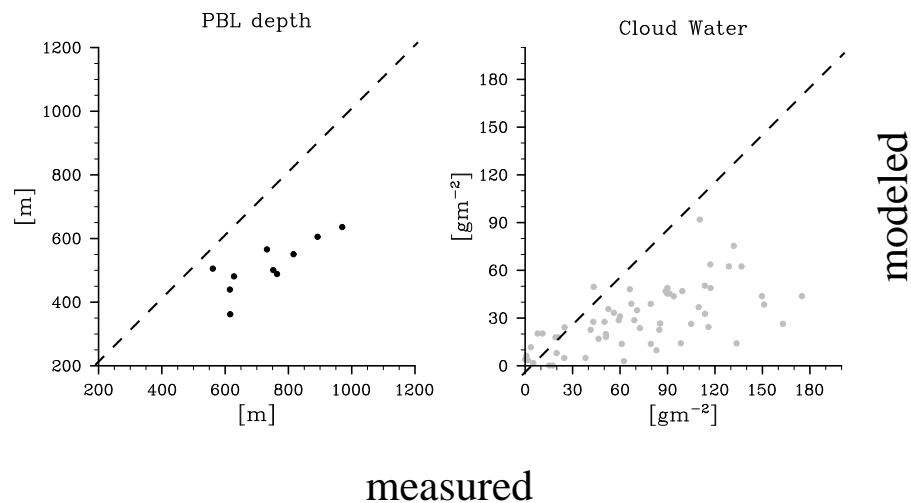 PBL depth
1200
1000
800
600
400
200
[m]
200 400 600 800 1000 1200
[m]
Cloud Water
180
150
120
90
60
30
0
[gm⁻²]
0 30 60 90 120 150 180
[gm⁻²]
modeled
measured